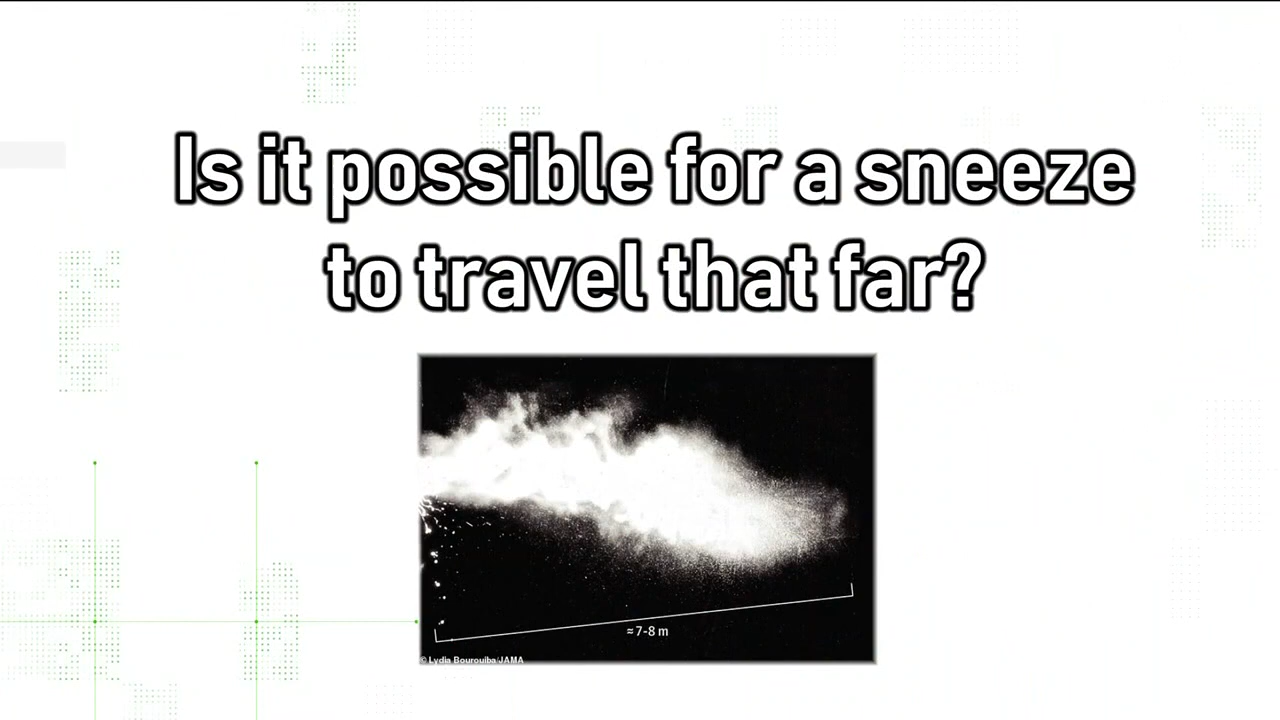 Is it possible for a sneeze
to travel that far?
≈ 7-8 m
© Lydia Bourouiba/JAMA